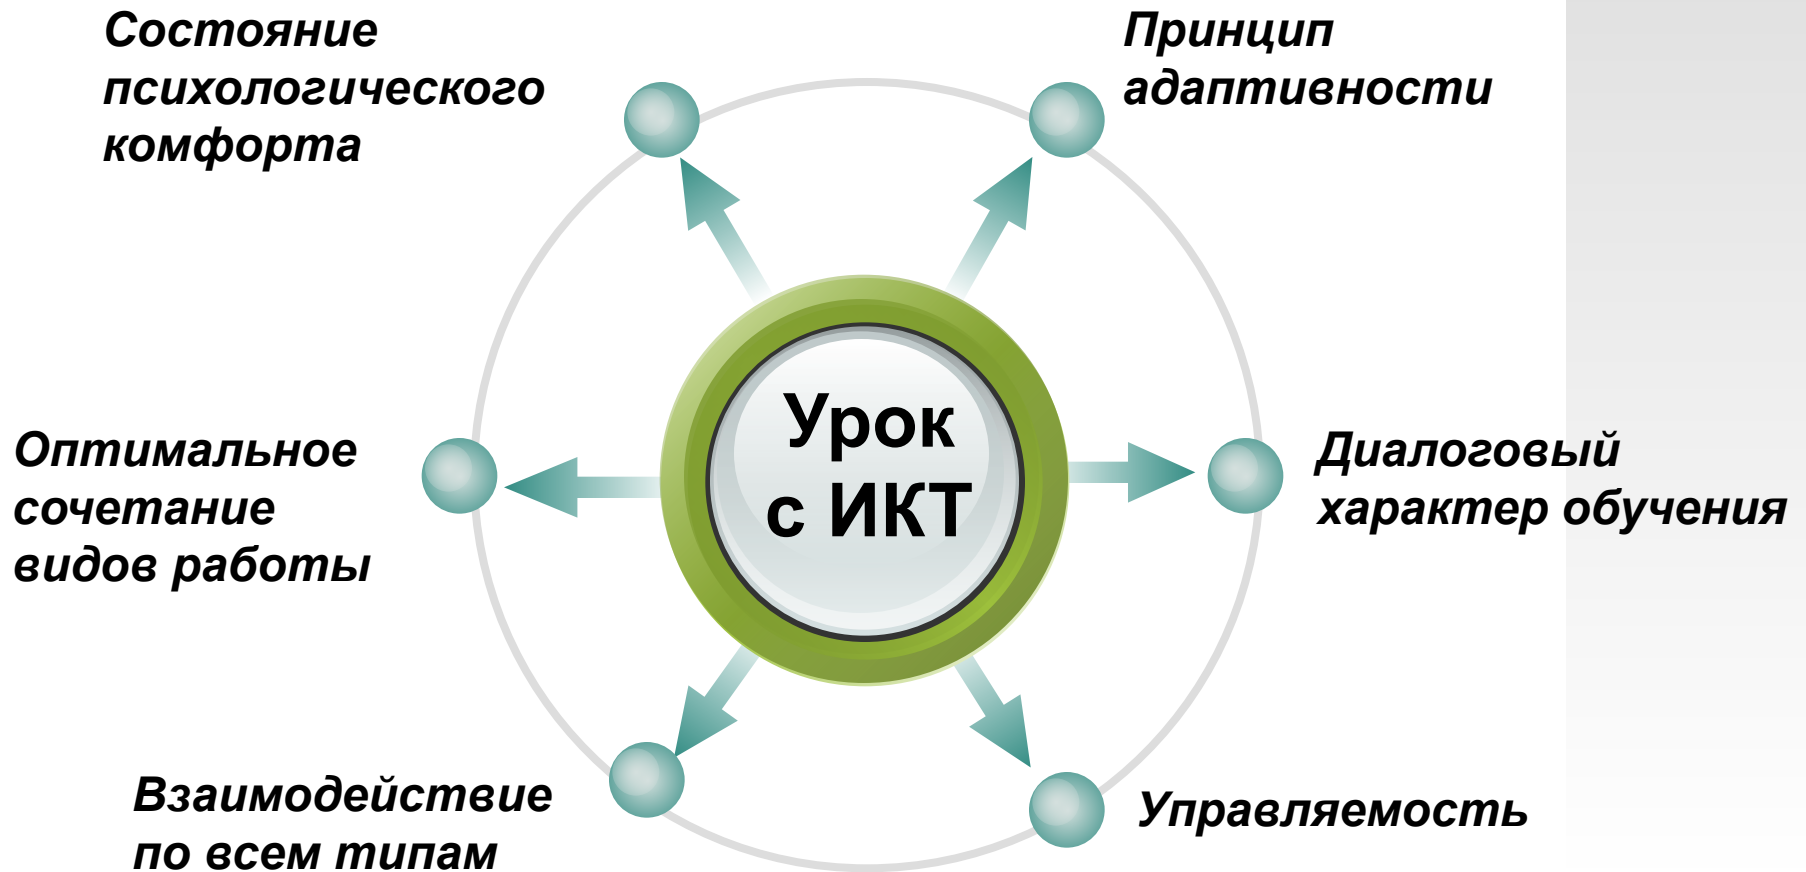 Состояние
психологического
комфорта
Принцип
адаптивности
Урок
с ИКТ
Оптимальное
сочетание
видов работы
Диалоговый
характер обучения
Взаимодействие
по всем типам
Управляемость